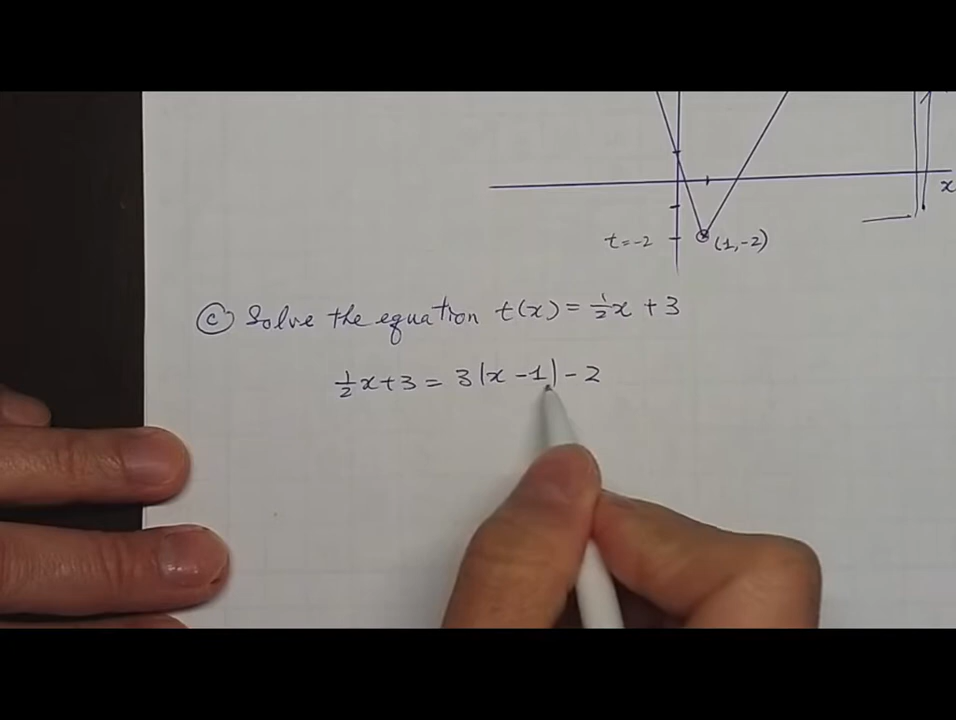 x
t=-2 (1,-2)
(c) Solve the equation t(x) = 1/2x + 3
1/2x+3 = 3|x-1|-2